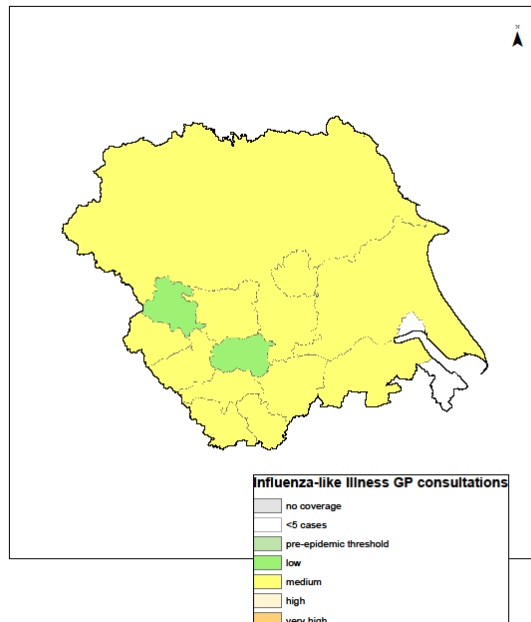 Influenza-like Illness GP consultations
no coverage
<5 cases
pre-epidemic threshold
low
medium
high
very high